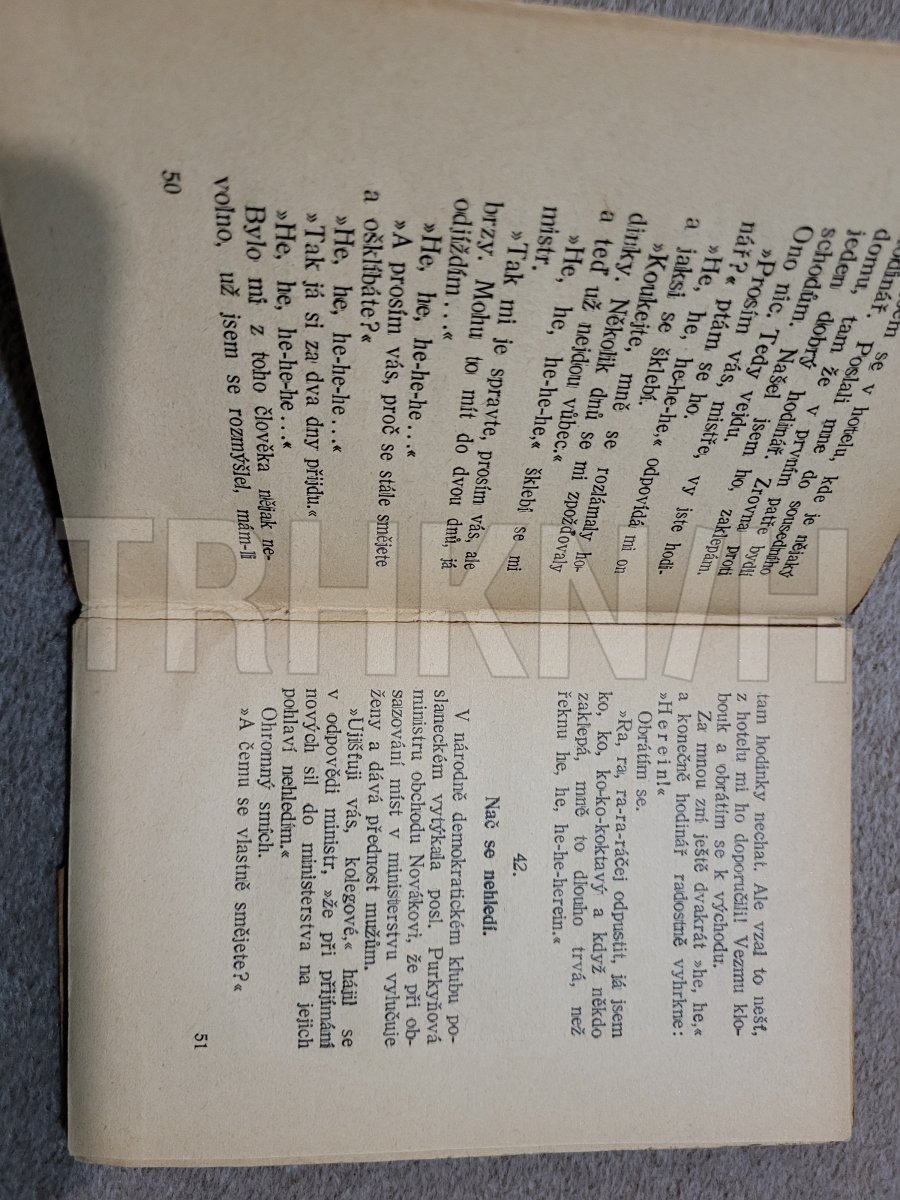 se v hotelu, kde je nějaký
domu. Poslali mne do sousedního
jeden, tam že v prvním patře bydlí
schodům dobrý hodinář. Zrovna proti
Ono nic. Našel jsem ho, zaklepám.
»Prosím vás, mistře, vy jste hodi-
nář?« ptám se ho.
»He, he, he-he-he,« odpovídá mi on
a jaksi se šklebí.
»Koukejte, mně se rozlámaly ho-
dinky. Několik dnů se mi zpožďovaly
a teď už nejdou vůbec.«
»He, he, he-he-he,« šklebí se mi
mistr.
»Tak mi je spravte, prosím vás, ale
brzy. Mohu to mít do dvou dnů, já
odjíždím...«
»He, he, he-he-he...«
»A prosím vás, proč se stále smějete
a ošklíbáte?«
»He, he, he-he-he...«
»Tak já si za dva dny přijdu.«
»He, he, he-he-he...«
Bylo mi z toho člověka nějak ne-
volno, už jsem se rozmýšlel, mám-li
50
tam hodinky nechat. Ale vzal to nešť,
z hotelu mi ho doporučili! Vezmu klo-
bouk a obrátím se k východu.
Za mnou zní ještě dvakrát »he, he,«
a konečně hodinář radostně vyhrkne:
»Herein!«
Obrátím se.
»Ra, ra, ra-ra-ráčej odpustit, já jsem
ko, ko, ko-ko-koktavý a když někdo
zaklepá, mně to dlouho trvá, než
řeknu he, he, he-he-herein.«
42.
Nač se nehledí.
V národně demokratickém klubu po-
slaneckém vytýkala posl. Purkyňová
ministru obchodu Novákovi, že při ob-
sazování míst v ministerstvu vylučuje
ženy a dává přednost mužům.
»Ujišťuji vás, kolegové,« hájil se
v odpovědi ministr, »že při přijímání
nových sil do ministerstva na jejich
pohlaví nehledím.«
Ohromný smích.
»A čemu se vlastně smějete?«
51
TRHKNIH